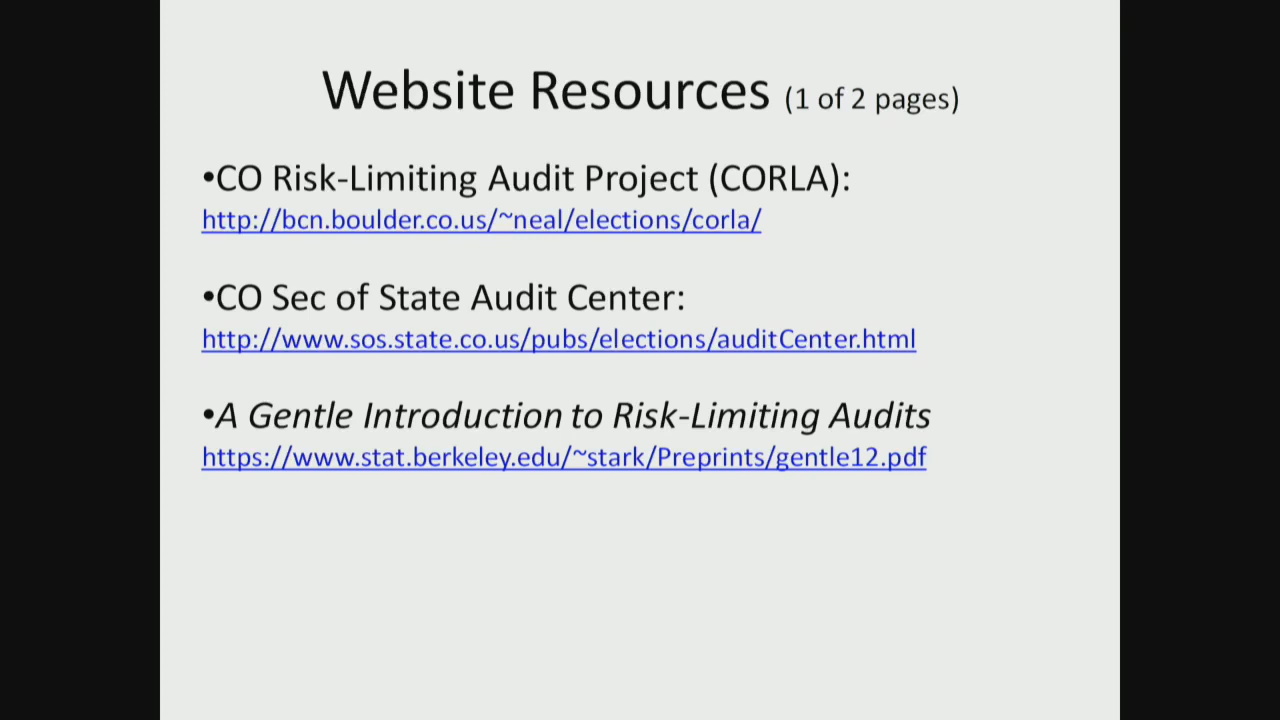 Website Resources (1 of 2 pages)
•CO Risk-Limiting Audit Project (CORLA):
http://bcn.boulder.co.us/~neal/elections/corla/
•CO Sec of State Audit Center:
http://www.sos.state.co.us/pubs/elections/auditCenter.html
•A Gentle Introduction to Risk-Limiting Audits
https://www.stat.berkeley.edu/~stark/Preprints/gentle12.pdf